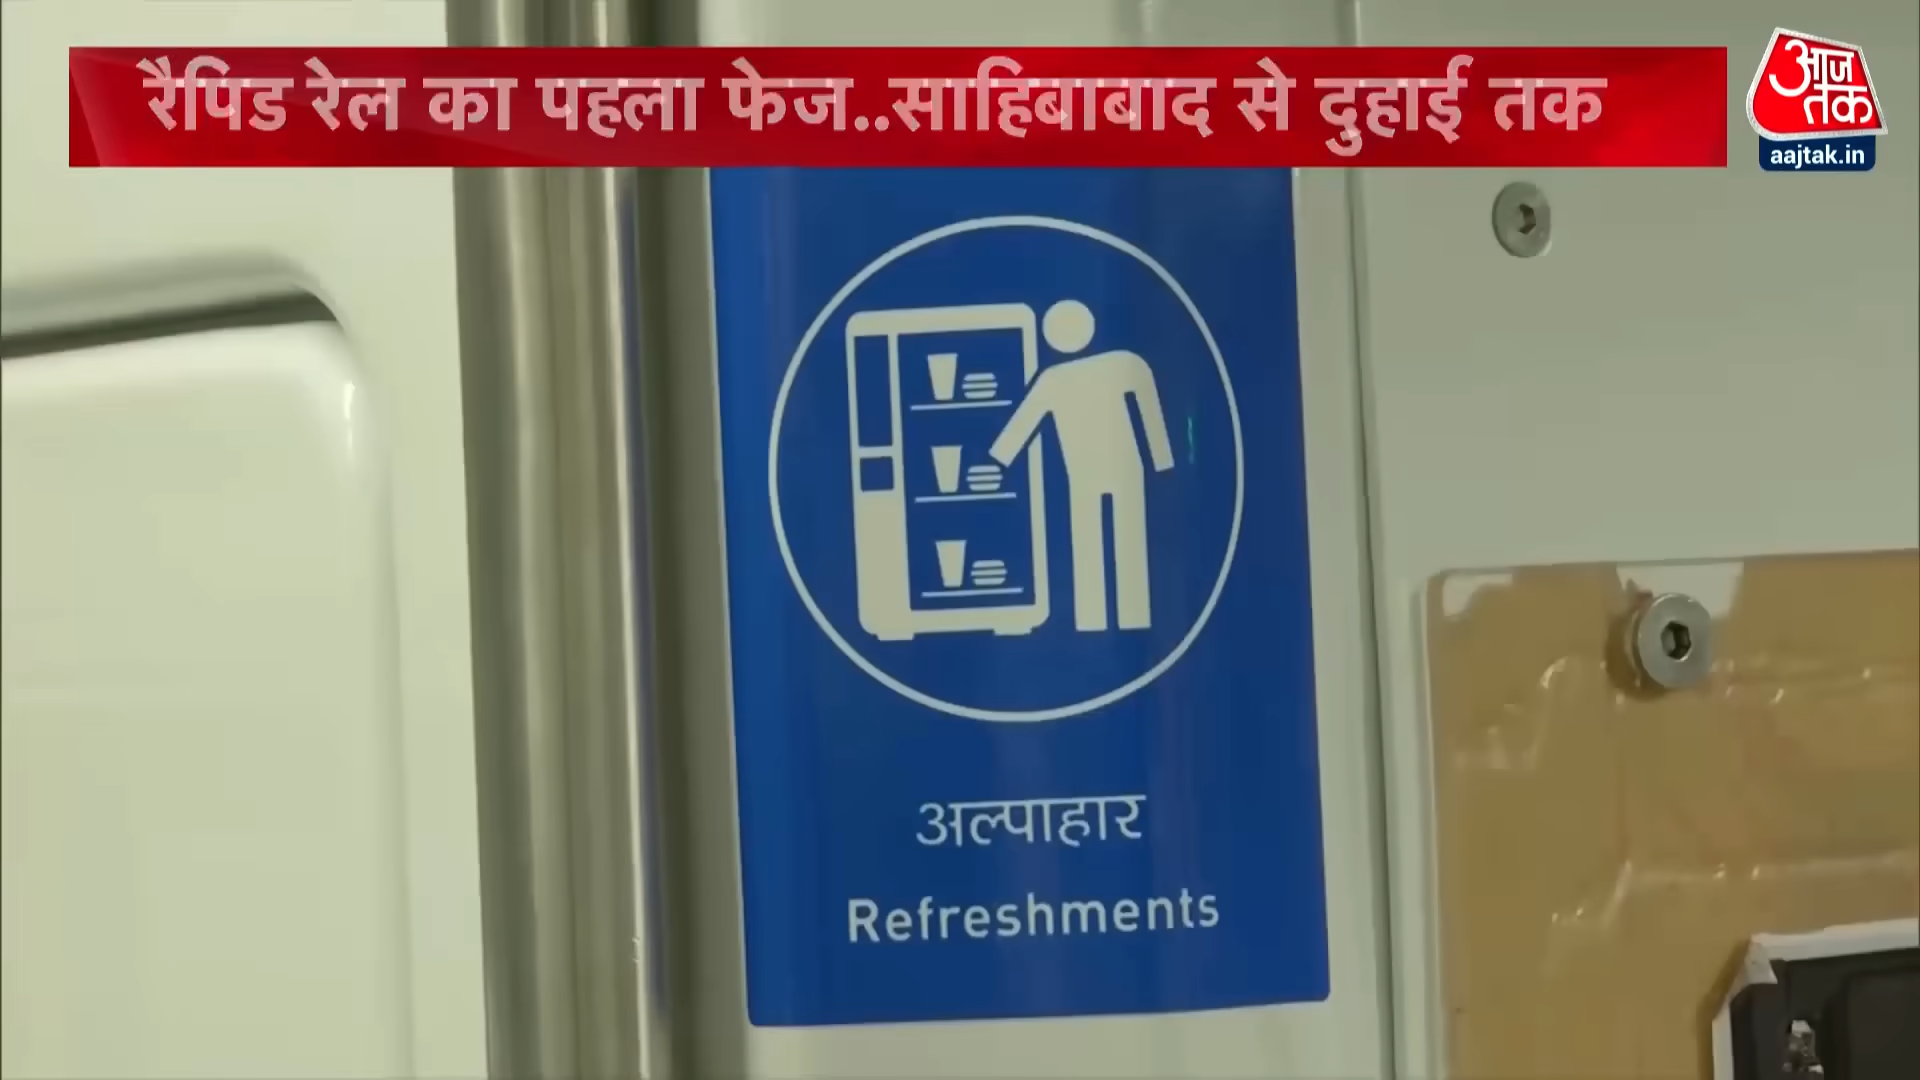 रैपिड रेल का पहला फेज..साहिबाबाद से दुहाई तक
आज
तक
aajtak.in
अल्पाहार
Refreshments